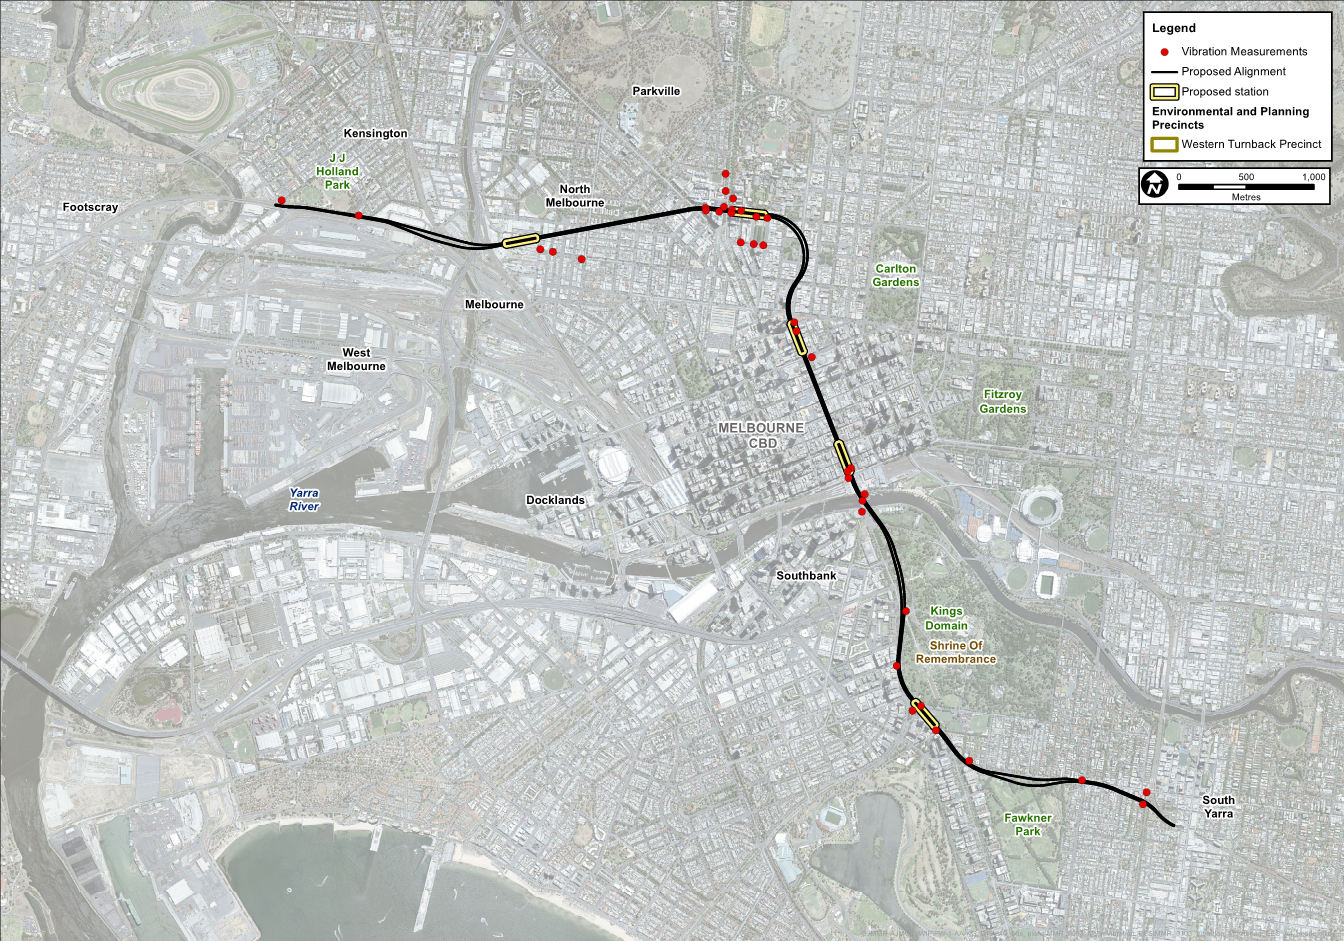 Legend
Vibration Measurements
Proposed Alignment
Proposed station
Environmental and Planning
Precincts
Western Turnback Precinct
N
0 500 1,000
Metres
Parkville
Kensington
J J
Holland
Park
North
Melbourne
Footscray
Carlton
Gardens
Melbourne
West
Melbourne
Fitzroy
Gardens
MELBOURNE
CBD
Yarra
River
Docklands
Southbank
Kings
Domain
Shrine Of
Remembrance
South
Yarra
Fawkner
Park